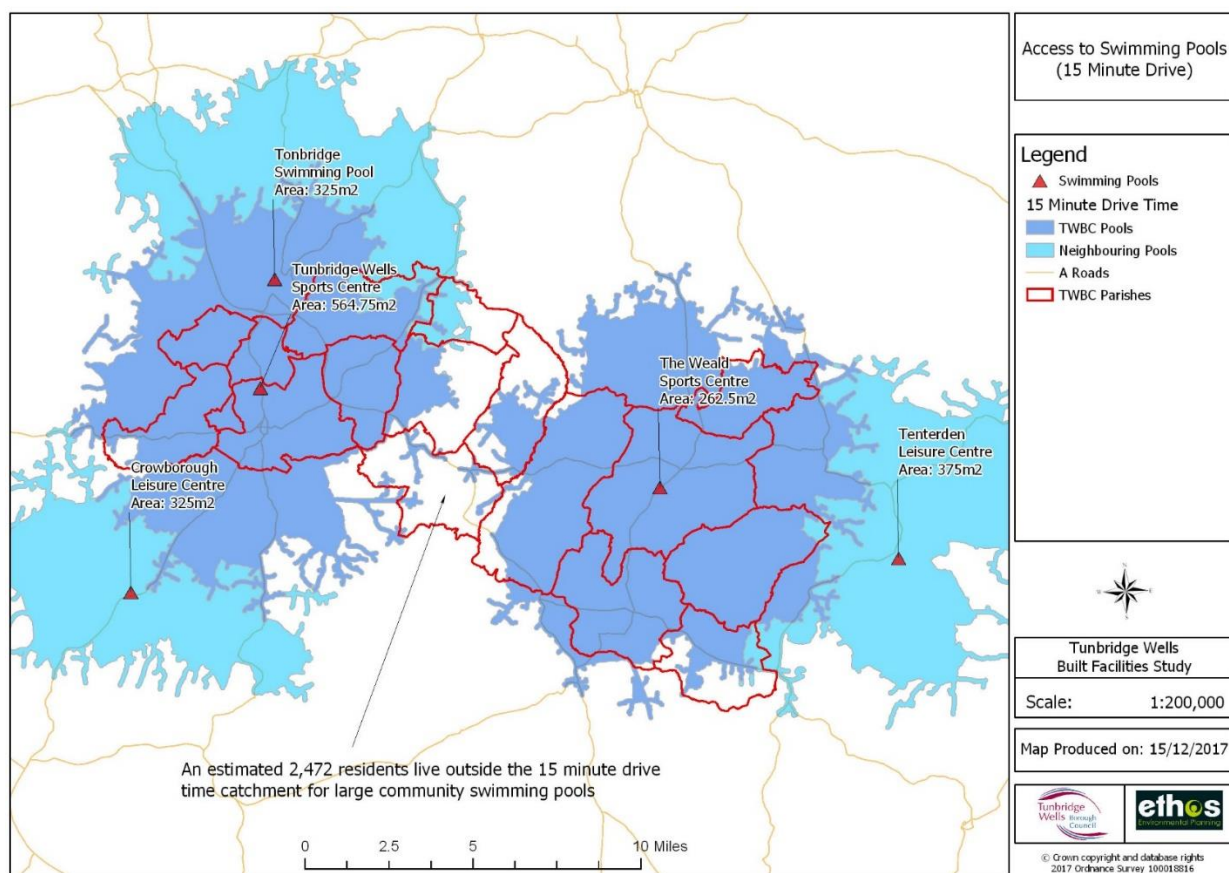 Access to Swimming Pools
(15 Minute Drive)
Legend
Swimming Pools
15 Minute Drive Time
TWBC Pools
Neighbouring Pools
A Roads
TWBC Parishes
Tonbridge
Swimming Pool
Area: 325m2
Tunbridge Wells
Sports Centre
Area: 564.75m2
The Weald
Sports Centre
Area: 262.5m2
Tenterden
Leisure Centre
Area: 375m2
Crowborough
Leisure Centre
Area: 325m2
An estimated 2,472 residents live outside the 15 minute drive
time catchment for large community swimming pools
0 2.5 5 10 Miles
Tunbridge Wells
Built Facilities Study
Scale: 1:200,000
Map Produced on: 15/12/2017
Tunbridge
Wells Borough
Council
ethos
Environmental Planning
© Crown copyright and database rights
2017 Ordnance Survey 100018816